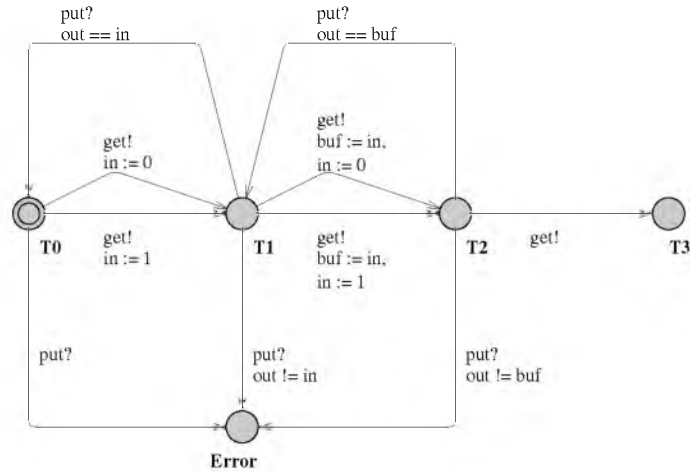 put?
out == in
put?
out == buf
get!
in := 0
get!
buf := in,
in := 0
T0
get!
in := 1
T1
get!
buf := in,
in := 1
T2
get!
T3
put?
put?
out != in
put?
out != buf
Error